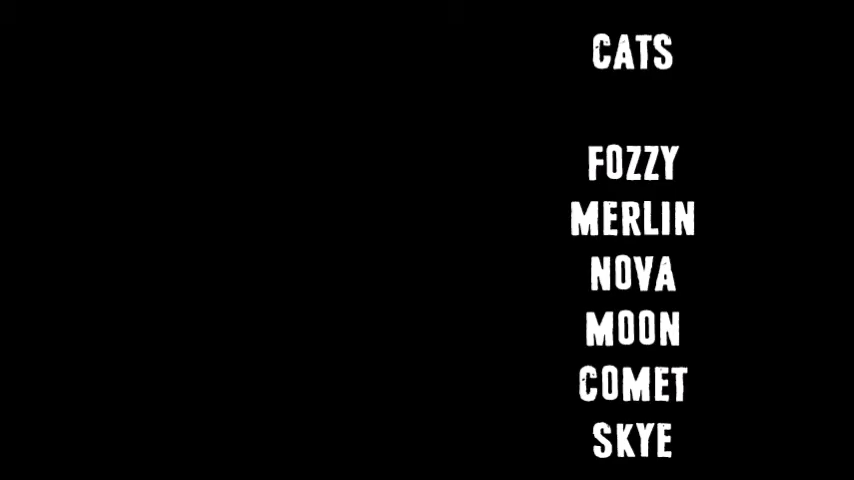 CATS
FOZZY
MERLIN
NOVA
MOON
COMET
SKYE